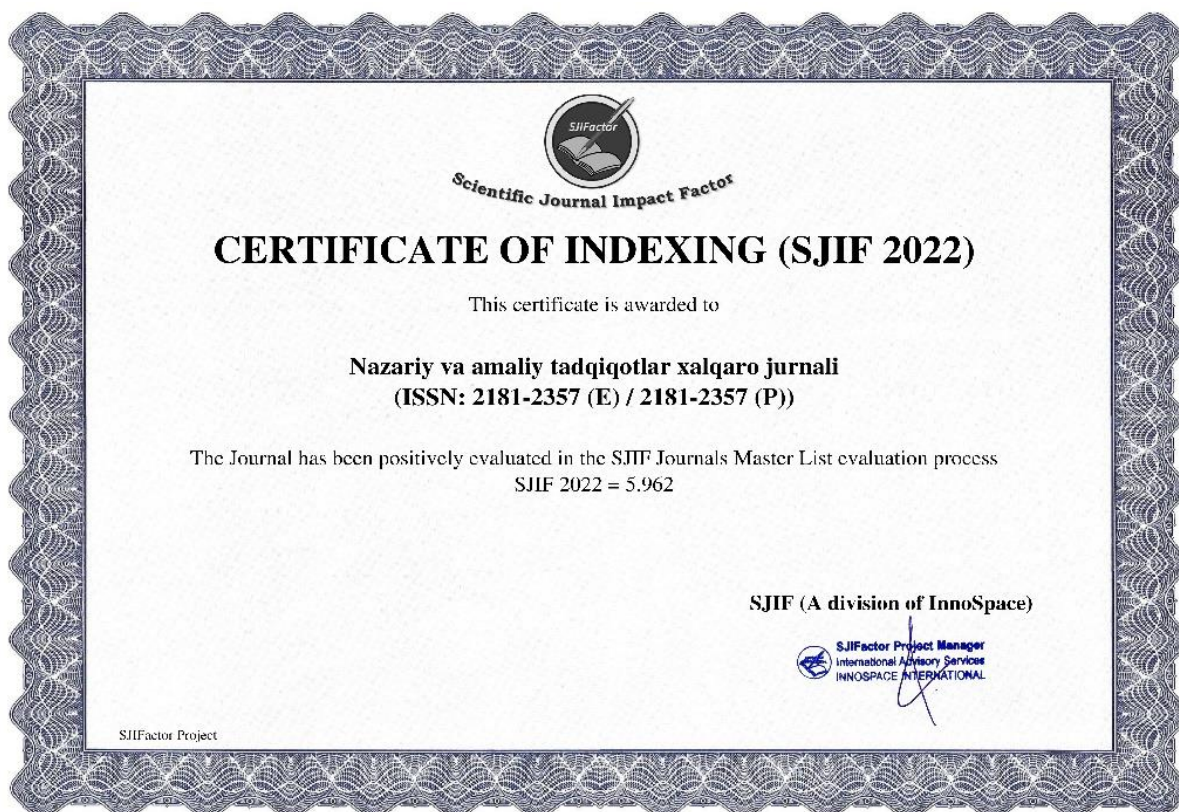 SJIFactor
Scientific Journal Impact Factor
CERTIFICATE OF INDEXING (SJIF 2022)
This certificate is awarded to
Nazariy va amaliy tadqiqotlar xalqaro jurnali
(ISSN: 2181-2357 (E) / 2181-2357 (P))
The Journal has been positively evaluated in the SJIF Journals Master List evaluation process
SJIF 2022 = 5.962
SJIF (A division of InnoSpace)
SJIFactor Project Manager
International Advisory Services
INNOSPACE INTERNATIONAL
SJIFactor Project